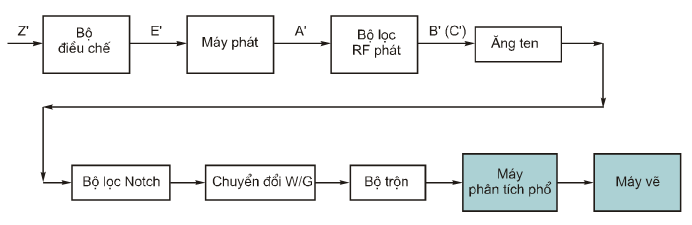 Z' Bộ điều chế E' Máy phát A' Bộ lọc RF phát B' (C') Ăng ten
Bộ lọc Notch Chuyển đổi W/G Bộ trộn Máy phân tích phổ Máy vẽ